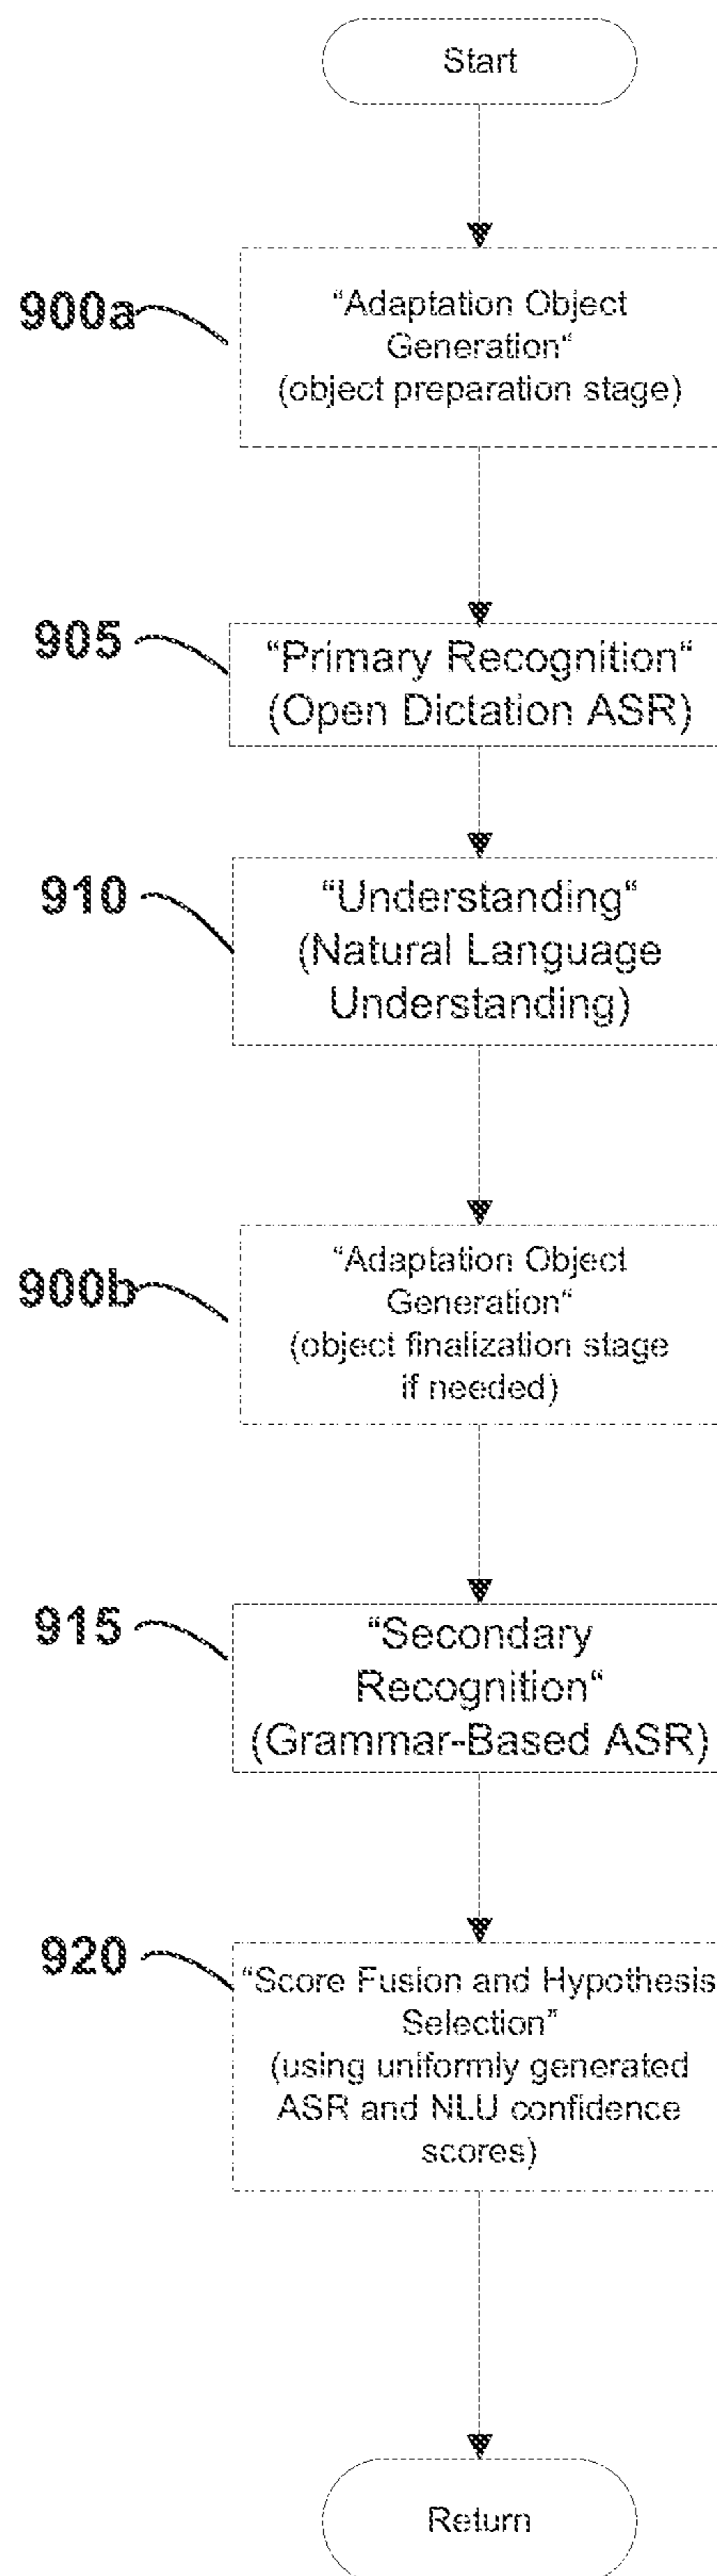 Start
900a
“Adaptation Object
Generation“
(object preparation stage)
905
“Primary Recognition“
(Open Dictation ASR)
910
“Understanding“
(Natural Language
Understanding)
900b
“Adaptation Object
Generation“
(object finalization stage
if needed)
915
“Secondary
Recognition“
(Grammar-Based ASR)
920
“Score Fusion and Hypothesis
Selection”
(using uniformly generated
ASR and NLU confidence
scores)
Return